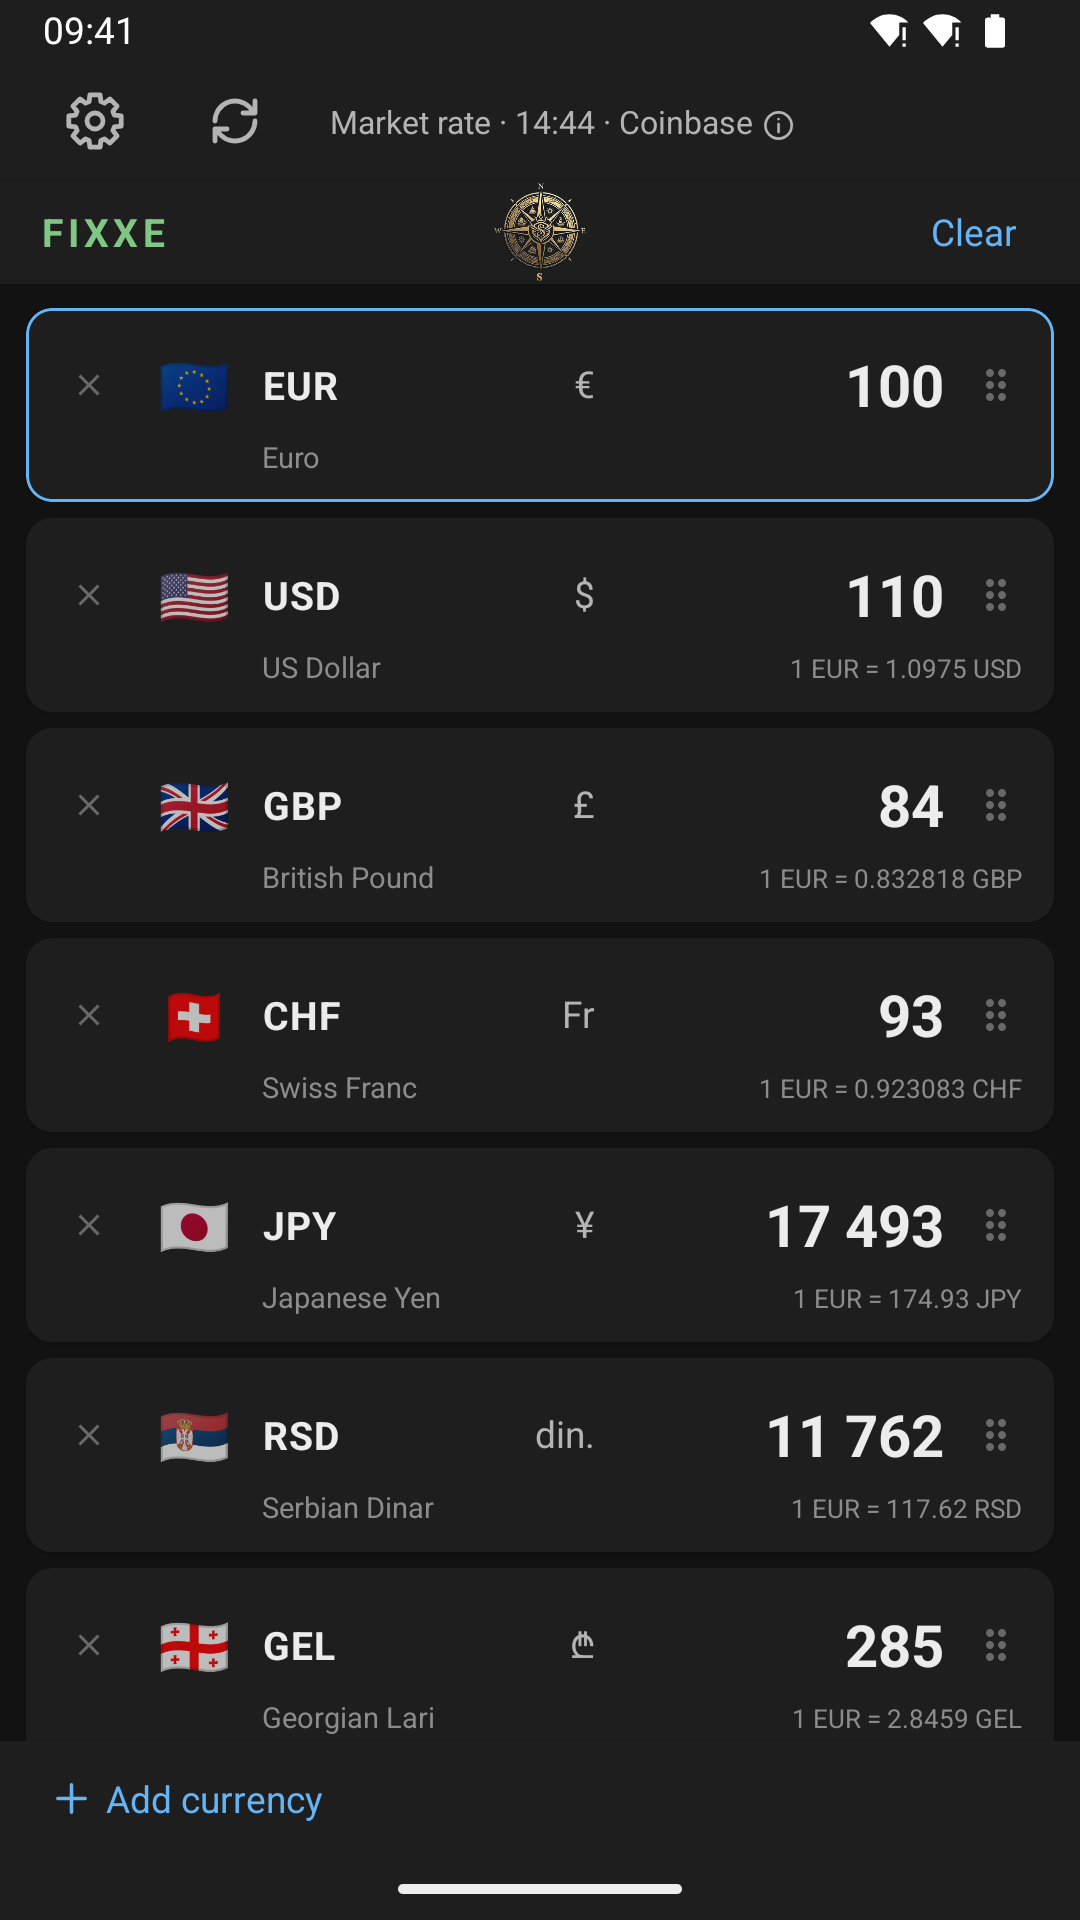 09:41
Market rate · 14:44 · Coinbase
FIXXE
N
W E
S
Clear
EUR € 100
Euro
USD $ 110
US Dollar 1 EUR = 1.0975 USD
GBP £ 84
British Pound 1 EUR = 0.832818 GBP
CHF Fr 93
Swiss Franc 1 EUR = 0.923083 CHF
JPY ¥ 17 493
Japanese Yen 1 EUR = 174.93 JPY
RSD din. 11 762
Serbian Dinar 1 EUR = 117.62 RSD
GEL ₾ 285
Georgian Lari 1 EUR = 2.8459 GEL
+ Add currency